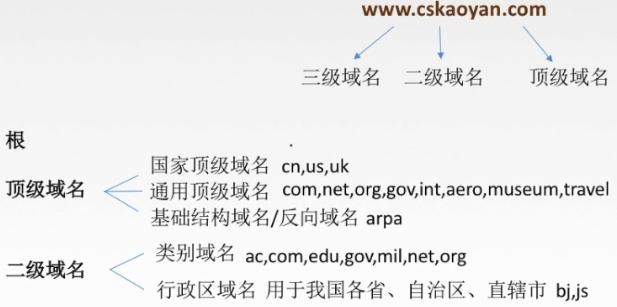 www.cskaoyan.com
三级域名 二级域名 顶级域名
根
国家顶级域名 cn,us,uk
顶级域名 通用顶级域名 com,net,org,gov,int,aero,museum,travel
基础结构域名/反向域名 arpa
类别域名 ac,com,edu,gov,mil,net,org
二级域名
行政区域名 用于我国各省、自治区、直辖市 bj,js